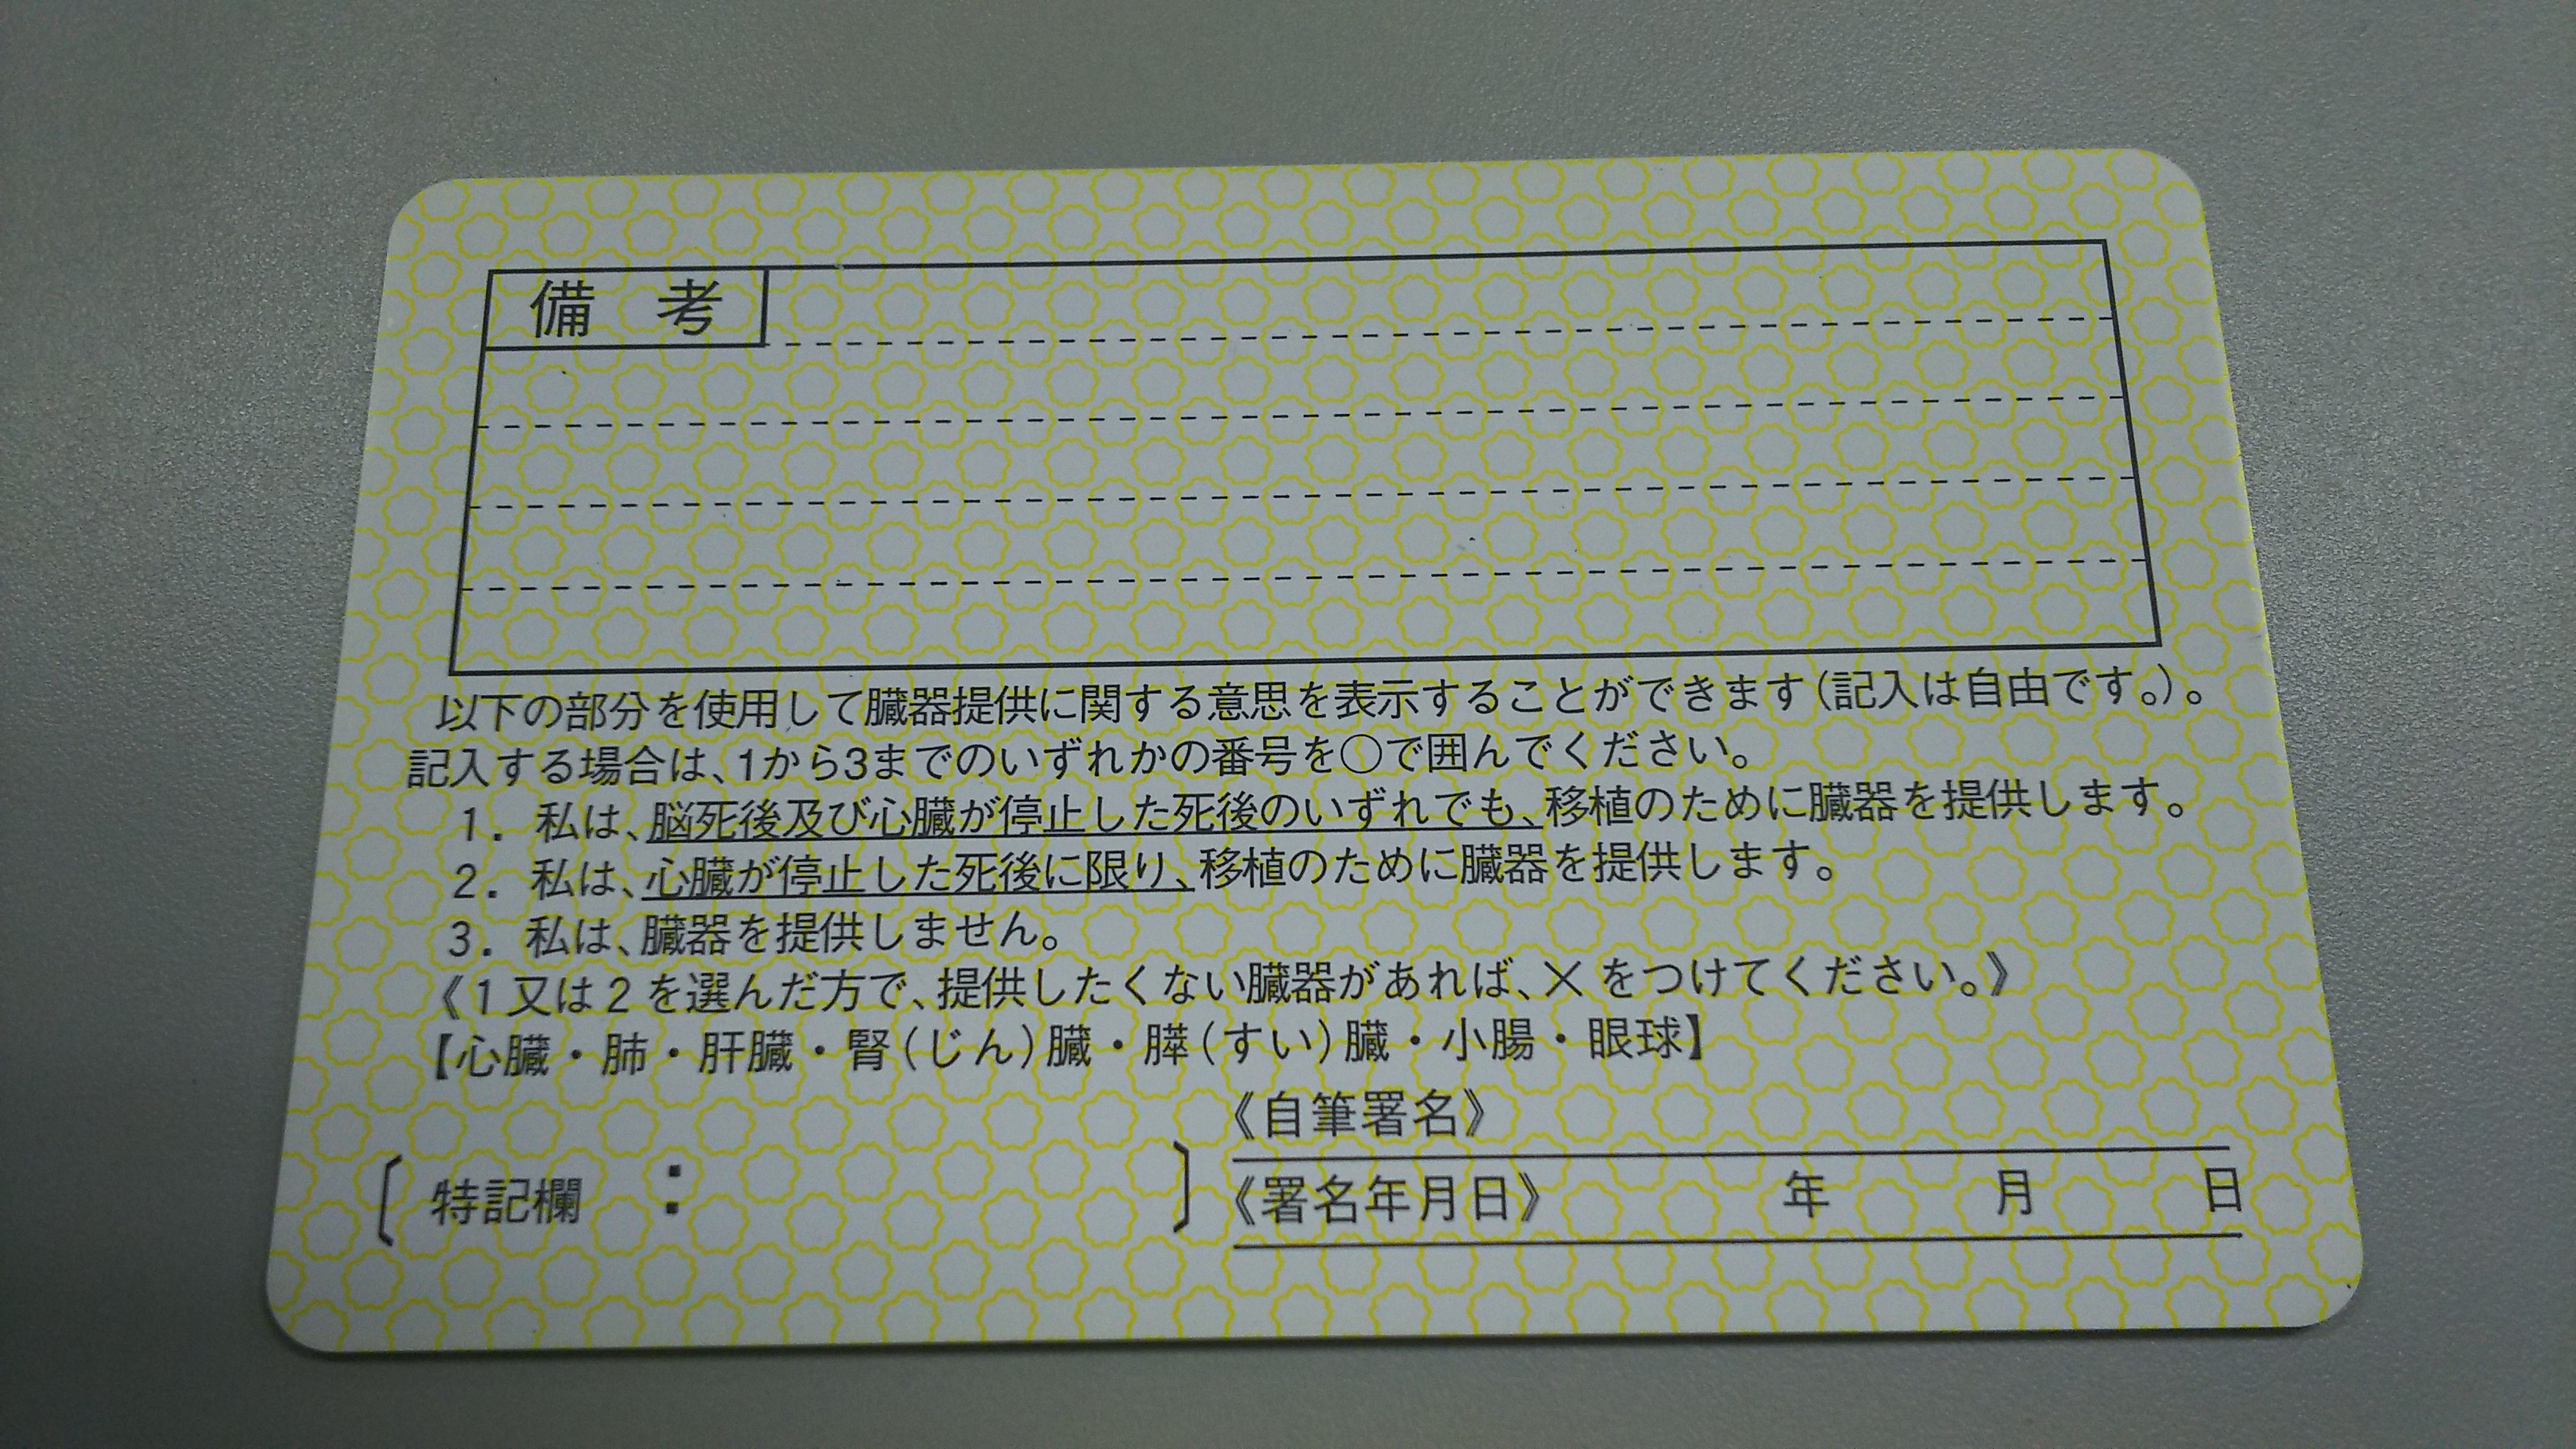 備 考
以下の部分を使用して臓器提供に関する意思を表示することができます(記入は自由です。)。
記入する場合は、1から3までのいずれかの番号を○で囲んでください。
1. 私は、脳死後及び心臓が停止した死後のいずれでも、移植のために臓器を提供します。
2. 私は、心臓が停止した死後に限り、移植のために臓器を提供します。
3. 私は、臓器を提供しません。
《1又は2を選んだ方で、提供したくない臓器があれば、×をつけてください。》
【心臓・肺・肝臓・腎(じん)臓・膵(すい)臓・小腸・眼球】
《自筆署名》
〔特記欄 : 〕《署名年月日》 年 月 日